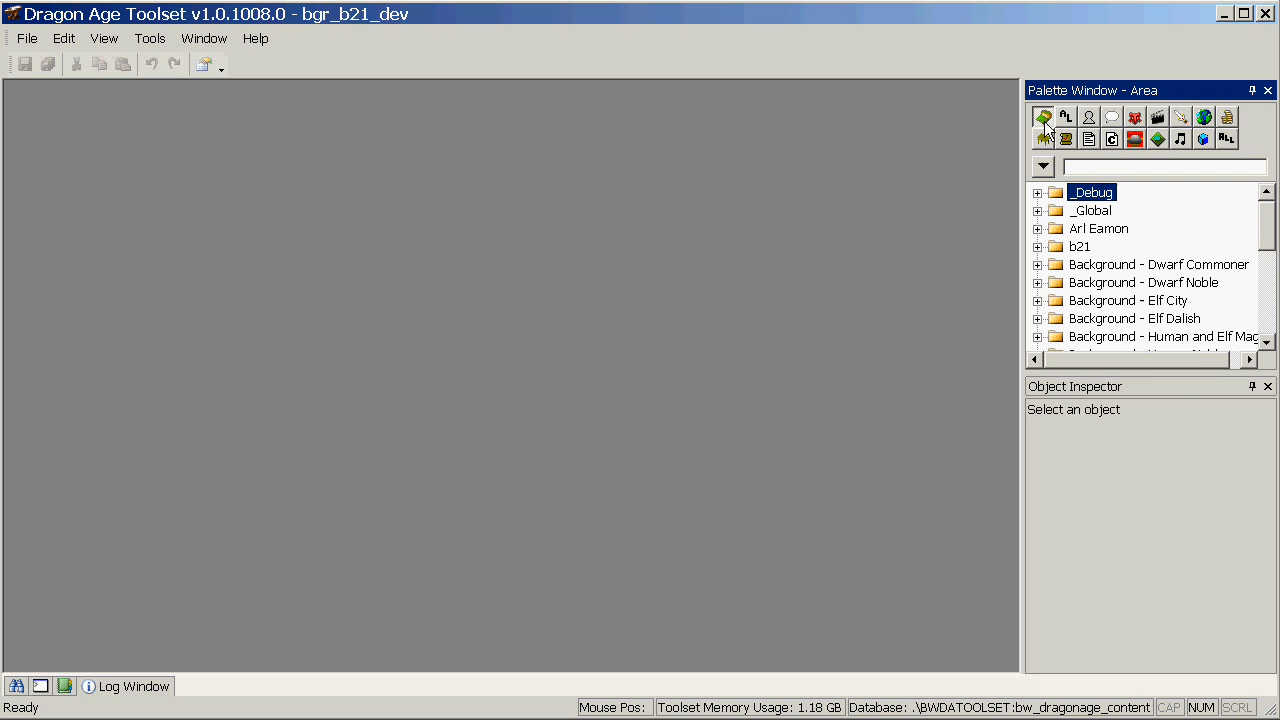 Dragon Age Toolset v1.0.1008.0 - bgr_b21_dev
File Edit View Tools Window Help
Palette Window - Area
AL
ALL
_Debug
_Global
Arl Eamon
b21
Background - Dwarf Commoner
Background - Dwarf Noble
Background - Elf City
Background - Elf Dalish
Background - Human and Elf Mag
Object Inspector
Select an object
Log Window
Ready
Mouse Pos: Toolset Memory Usage: 1.18 GB Database: .\BWDATOOLSET:bw_dragonage_content CAP NUM SCRL